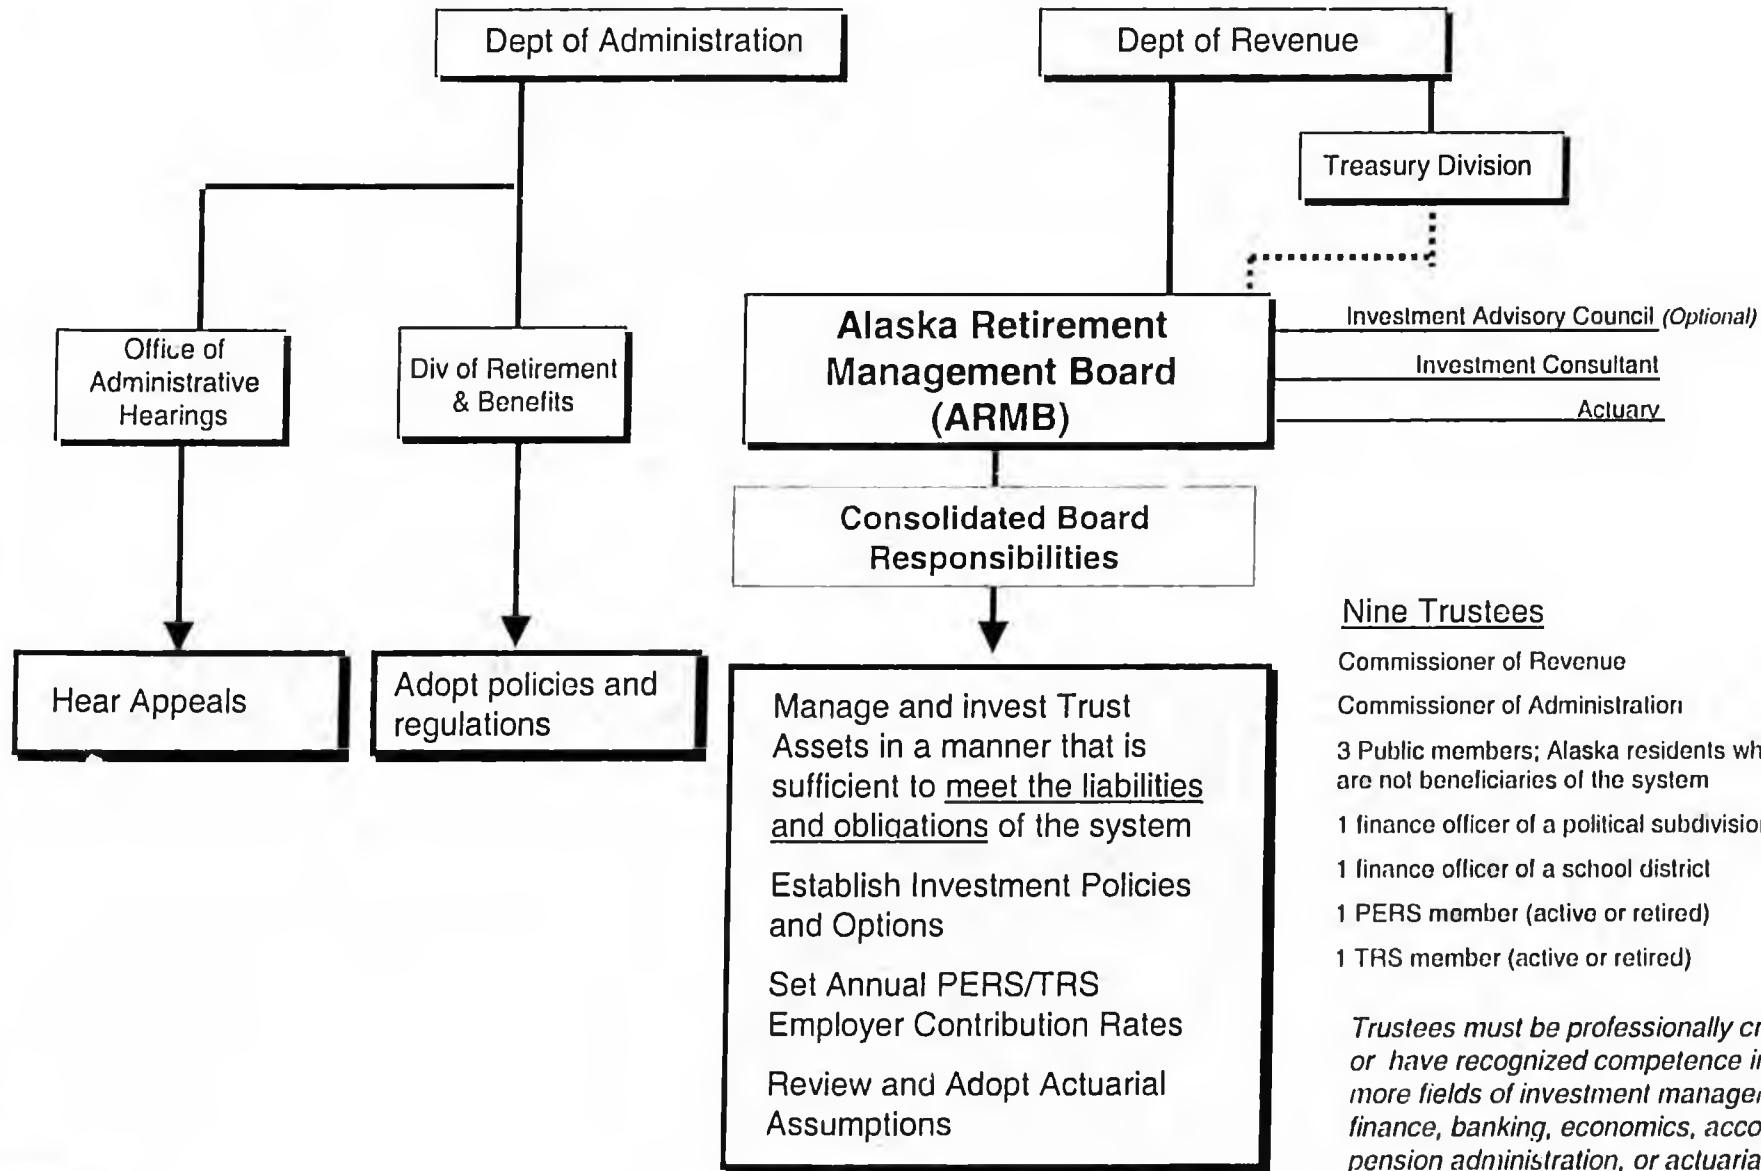 Dept of Administration
Dept of Revenue
Treasury Division
Office of
Administrative
Hearings
Div of Retirement
& Benefits
Alaska Retirement
Management Board
(ARMB)
Investment Advisory Council (Optional)
Investment Consultant
Actuary
Consolidated Board
Responsibilities
Hear Appeals
Adopt policies and
regulations
Manage and invest Trust
Assets in a manner that is
sufficient to meet the liabilities
and obligations of the system
Establish Investment Policies
and Options
Set Annual PERS/TRS
Employer Contribution Rates
Review and Adopt Actuarial
Assumptions
Nine Trustees
Commissioner of Revenue
Commissioner of Administration
3 Public members; Alaska residents
are not beneficiaries of the system
1 finance officer of a political
1 finance officer of a school district
1 PERS member (active or retired)
1 TRS member (active or retired)
Trustees must be professionally
or have recognized competence
more fields of investment
finance, banking, economics,
pension administration, or